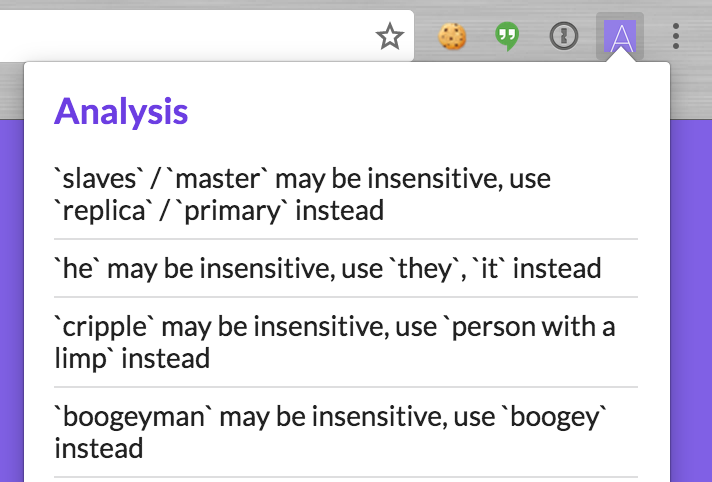 A
Analysis
`slaves` / `master` may be insensitive, use
`replica` / `primary` instead
`he` may be insensitive, use `they`, `it` instead
`cripple` may be insensitive, use `person with a
limp` instead
`boogeyman` may be insensitive, use `boogey`
instead